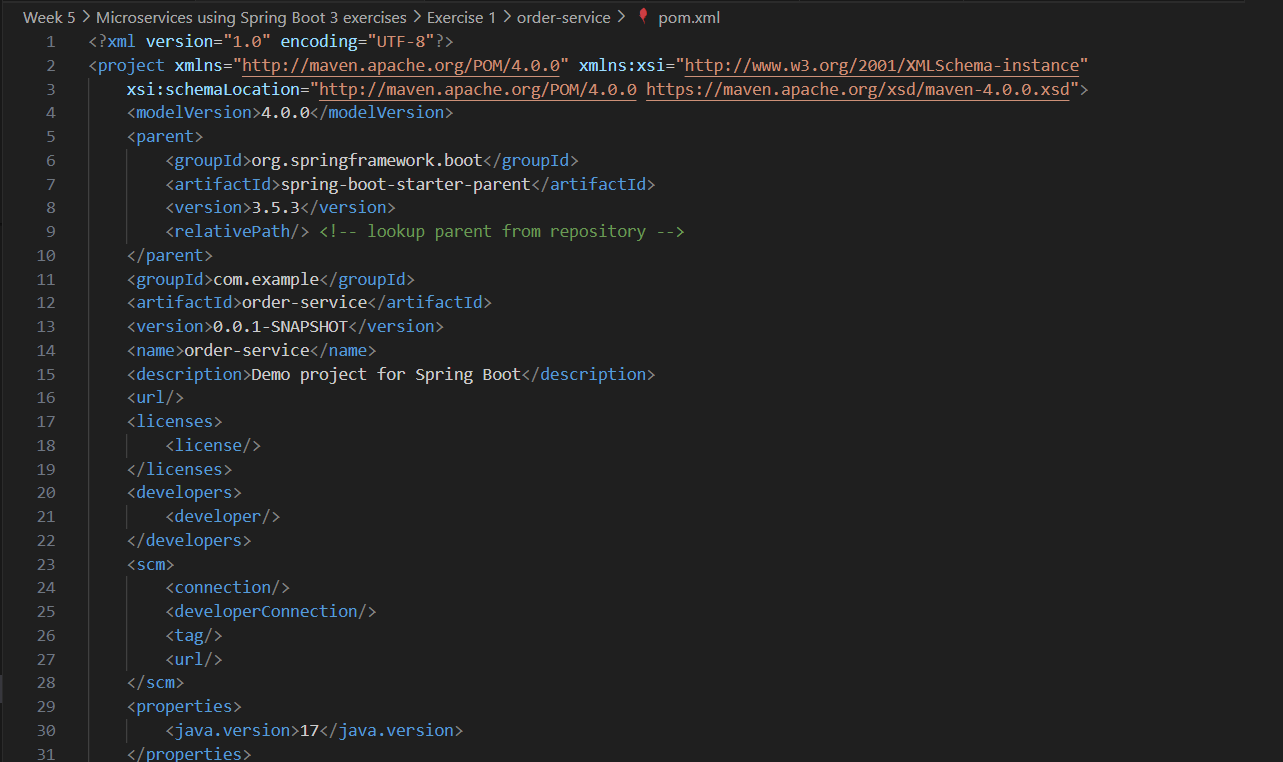 Week 5 > Microservices using Spring Boot 3 exercises > Exercise 1 > order-service > pom.xml
1 <?xml version="1.0" encoding="UTF-8"?>
2 <project xmlns="http://maven.apache.org/POM/4.0.0" xmlns:xsi="http://www.w3.org/2001/XMLSchema-instance"
3 xsi:schemaLocation="http://maven.apache.org/POM/4.0.0 https://maven.apache.org/xsd/maven-4.0.0.xsd">
4 <modelVersion>4.0.0</modelVersion>
5 <parent>
6 <groupId>org.springframework.boot</groupId>
7 <artifactId>spring-boot-starter-parent</artifactId>
8 <version>3.5.3</version>
9 <relativePath/> <!-- lookup parent from repository -->
10 </parent>
11 <groupId>com.example</groupId>
12 <artifactId>order-service</artifactId>
13 <version>0.0.1-SNAPSHOT</version>
14 <name>order-service</name>
15 <description>Demo project for Spring Boot</description>
16 <url/>
17 <licenses>
18 <license/>
19 </licenses>
20 <developers>
21 <developer/>
22 </developers>
23 <scm>
24 <connection/>
25 <developerConnection/>
26 <tag/>
27 <url/>
28 </scm>
29 <properties>
30 <java.version>17</java.version>
31 </properties>